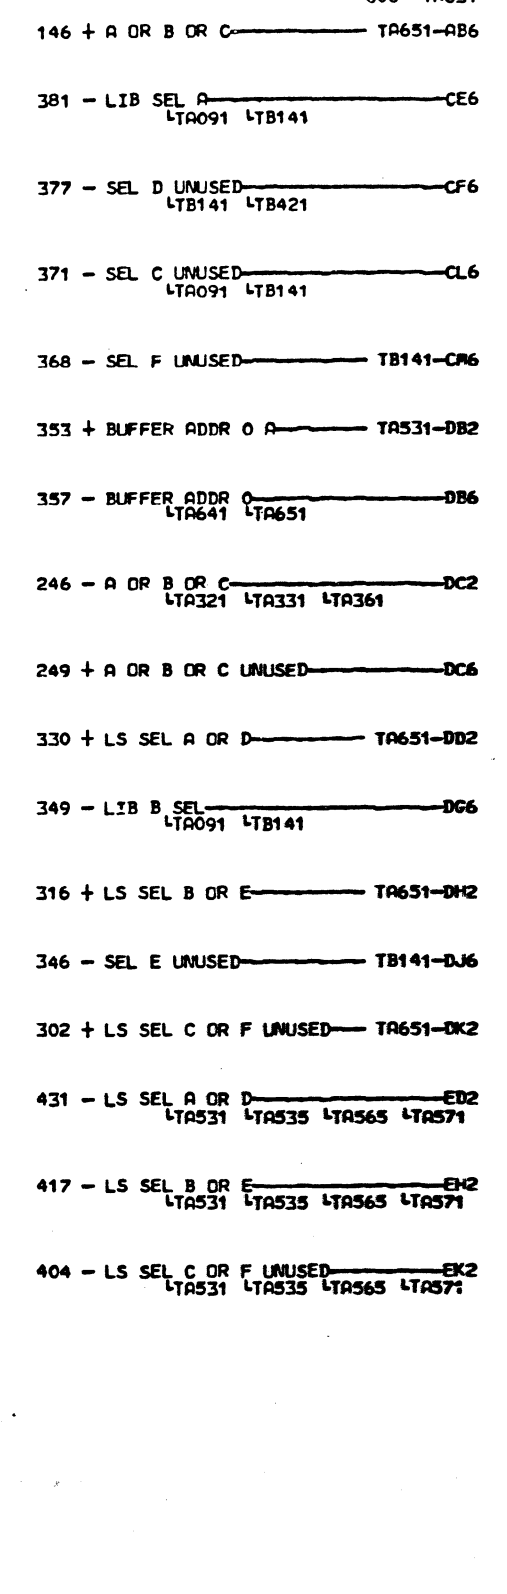 146 + A OR B OR C TA651-AB6
381 - LIB SEL A CE6
TA091 TB141
377 - SEL D UNUSED CF6
TB141 TB421
371 - SEL C UNUSED CL6
TA091 TB141
368 - SEL F UNUSED TB141-CM6
353 + BUFFER ADDR 0 A TA531-DB2
357 - BUFFER ADDR 0 DB6
TA641 TA651
246 - A OR B OR C DC2
TA321 TA331 TA361
249 + A OR B OR C UNUSED DC6
330 + LS SEL A OR D TA651-DD2
349 - LIB B SEL DG6
TA091 TB141
316 + LS SEL B OR E TA651-DH2
346 - SEL E UNUSED TB141-DJ6
302 + LS SEL C OR F UNUSED TA651-DK2
431 - LS SEL A OR D ED2
TA531 TA535 TA565 TA571
417 - LS SEL B OR E EH2
TA531 TA535 TA565 TA571
404 - LS SEL C OR F UNUSED EK2
TA531 TA535 TA565 TA571